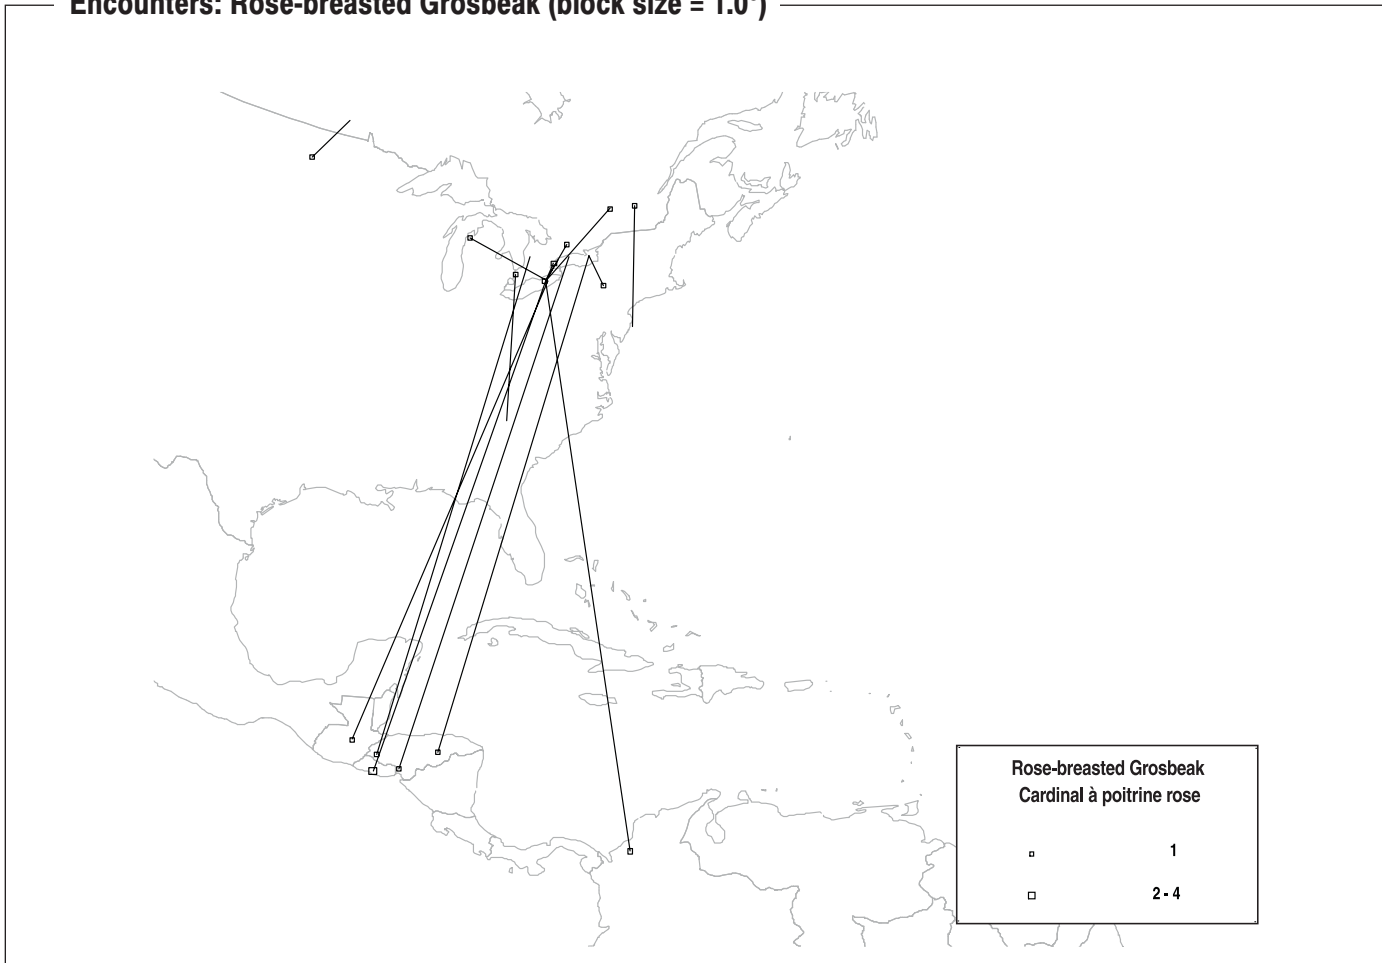 Encounters: Rose-breasted Grosbeak (block size = 1.0°)
Rose-breasted Grosbeak
Cardinal à poitrine rose
1
2 - 4